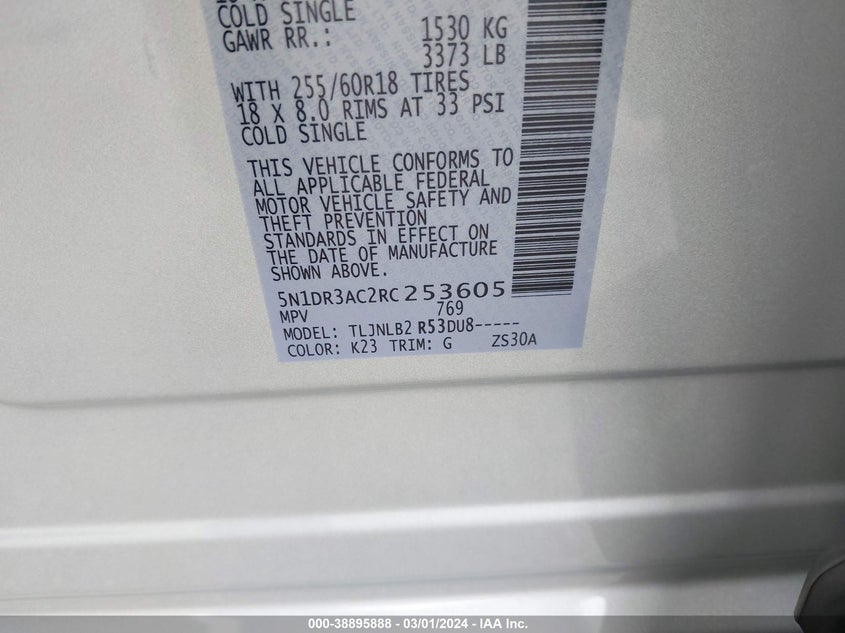 COLD SINGLE
GAWR RR.: 1530 KG
3373 LB
WITH 255/60R18 TIRES
18 X 8.0 RIMS AT 33 PSI
COLD SINGLE
THIS VEHICLE CONFORMS TO
ALL APPLICABLE FEDERAL
MOTOR VEHICLE SAFETY AND
THEFT PREVENTION
STANDARDS IN EFFECT ON
THE DATE OF MANUFACTURE
SHOWN ABOVE.
5N1DR3AC2RC253605
MPV 769
MODEL: TLJNLB2 R53DU8-----
COLOR: K23 TRIM: G ZS30A
000-38895888 - 03/01/2024 - IAA Inc.